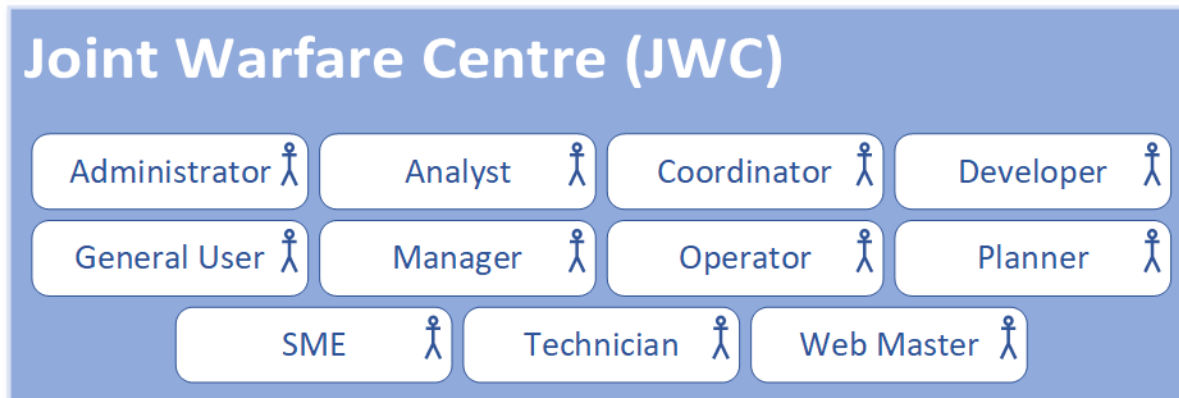 Joint Warfare Centre (JWC)
Administrator Analyst Coordinator Developer
General User Manager Operator Planner
SME Technician Web Master